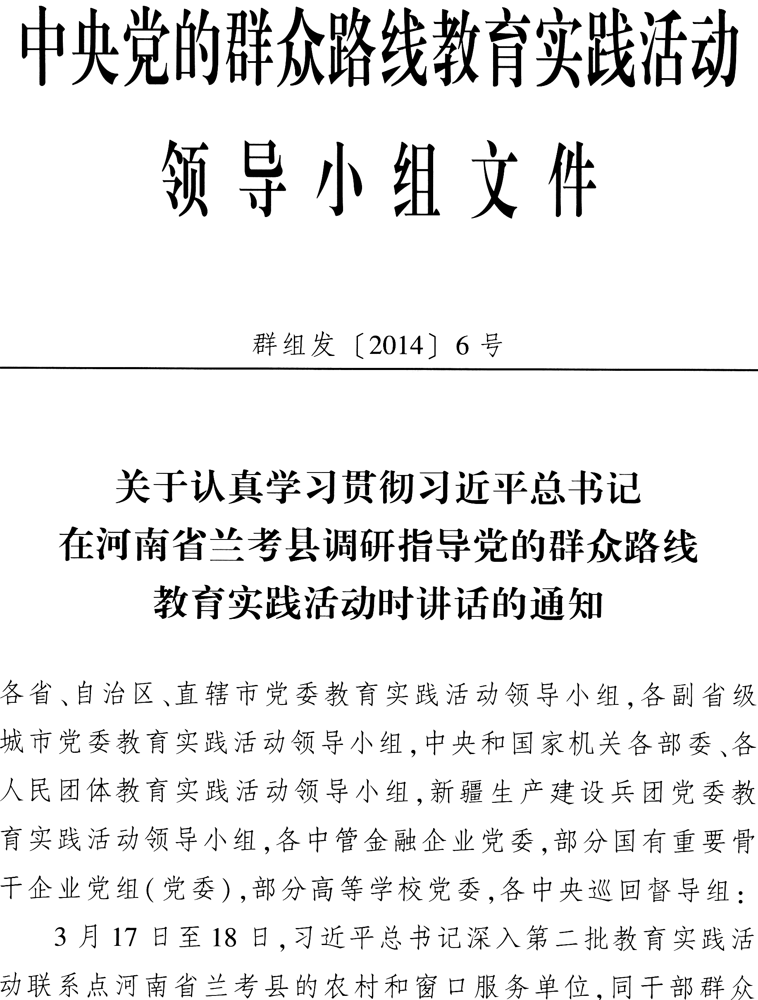 中央党的群众路线教育实践活动
领导小组文件
群组发〔2014〕6号
关于认真学习贯彻习近平总书记
在河南省兰考县调研指导党的群众路线
教育实践活动时讲话的通知
各省、自治区、直辖市党委教育实践活动领导小组,各副省级
城市党委教育实践活动领导小组,中央和国家机关各部委、各
人民团体教育实践活动领导小组,新疆生产建设兵团党委教
育实践活动领导小组,各中管金融企业党委,部分国有重要骨
干企业党组(党委),部分高等学校党委,各中央巡回督导组:
3月17日至18日,习近平总书记深入第二批教育实践活
动联系点河南省兰考县的农村和窗口服务单位,同干部群众